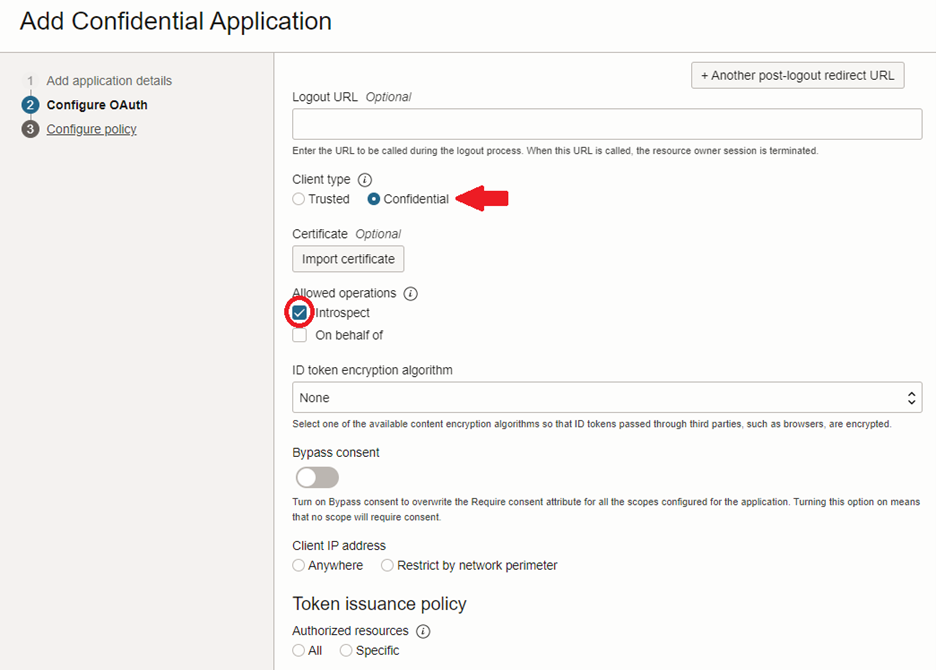 Add Confidential Application
1 Add application details
2 Configure OAuth
3 Configure policy
+ Another post-logout redirect URL
Logout URL Optional
Enter the URL to be called during the logout process. When this URL is called, the resource owner session is terminated.
Client type
Trusted Confidential
Certificate Optional
Import certificate
Allowed operations
Introspect
On behalf of
ID token encryption algorithm
None
Select one of the available content encryption algorithms so that ID tokens passed through third parties, such as browsers, are encrypted.
Bypass consent
Turn on Bypass consent to overwrite the Require consent attribute for all the scopes configured for the application. Turning this option on means
that no scope will require consent.
Client IP address
Anywhere Restrict by network perimeter
Token issuance policy
Authorized resources
All Specific